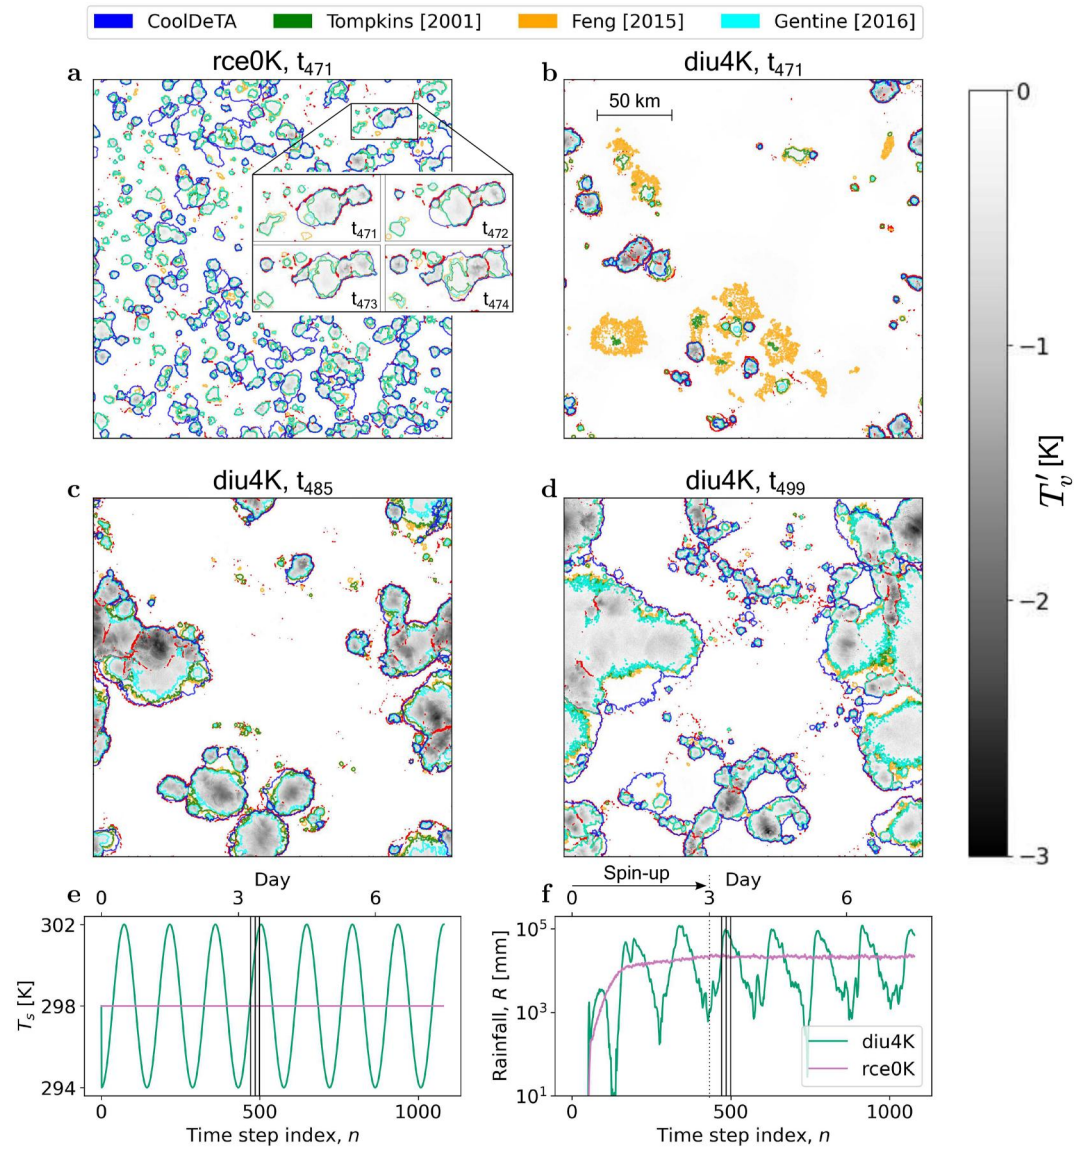 CoolDeTA Tompkins [2001] Feng [2015] Gentine [2016]
a rce0K, t471
b diu4K, t471
50 km
t471 t472
t473 t474
0
−1
−2
−3
T′v [K]
c diu4K, t485
d diu4K, t499
e Day
0 3 6
302
298
294
Ts [K]
0 500 1000
Time step index, n
f Spin-up Day
0 3 6
10^5
10^3
10^1
Rainfall, R [mm]
diu4K
rce0K
0 500 1000
Time step index, n